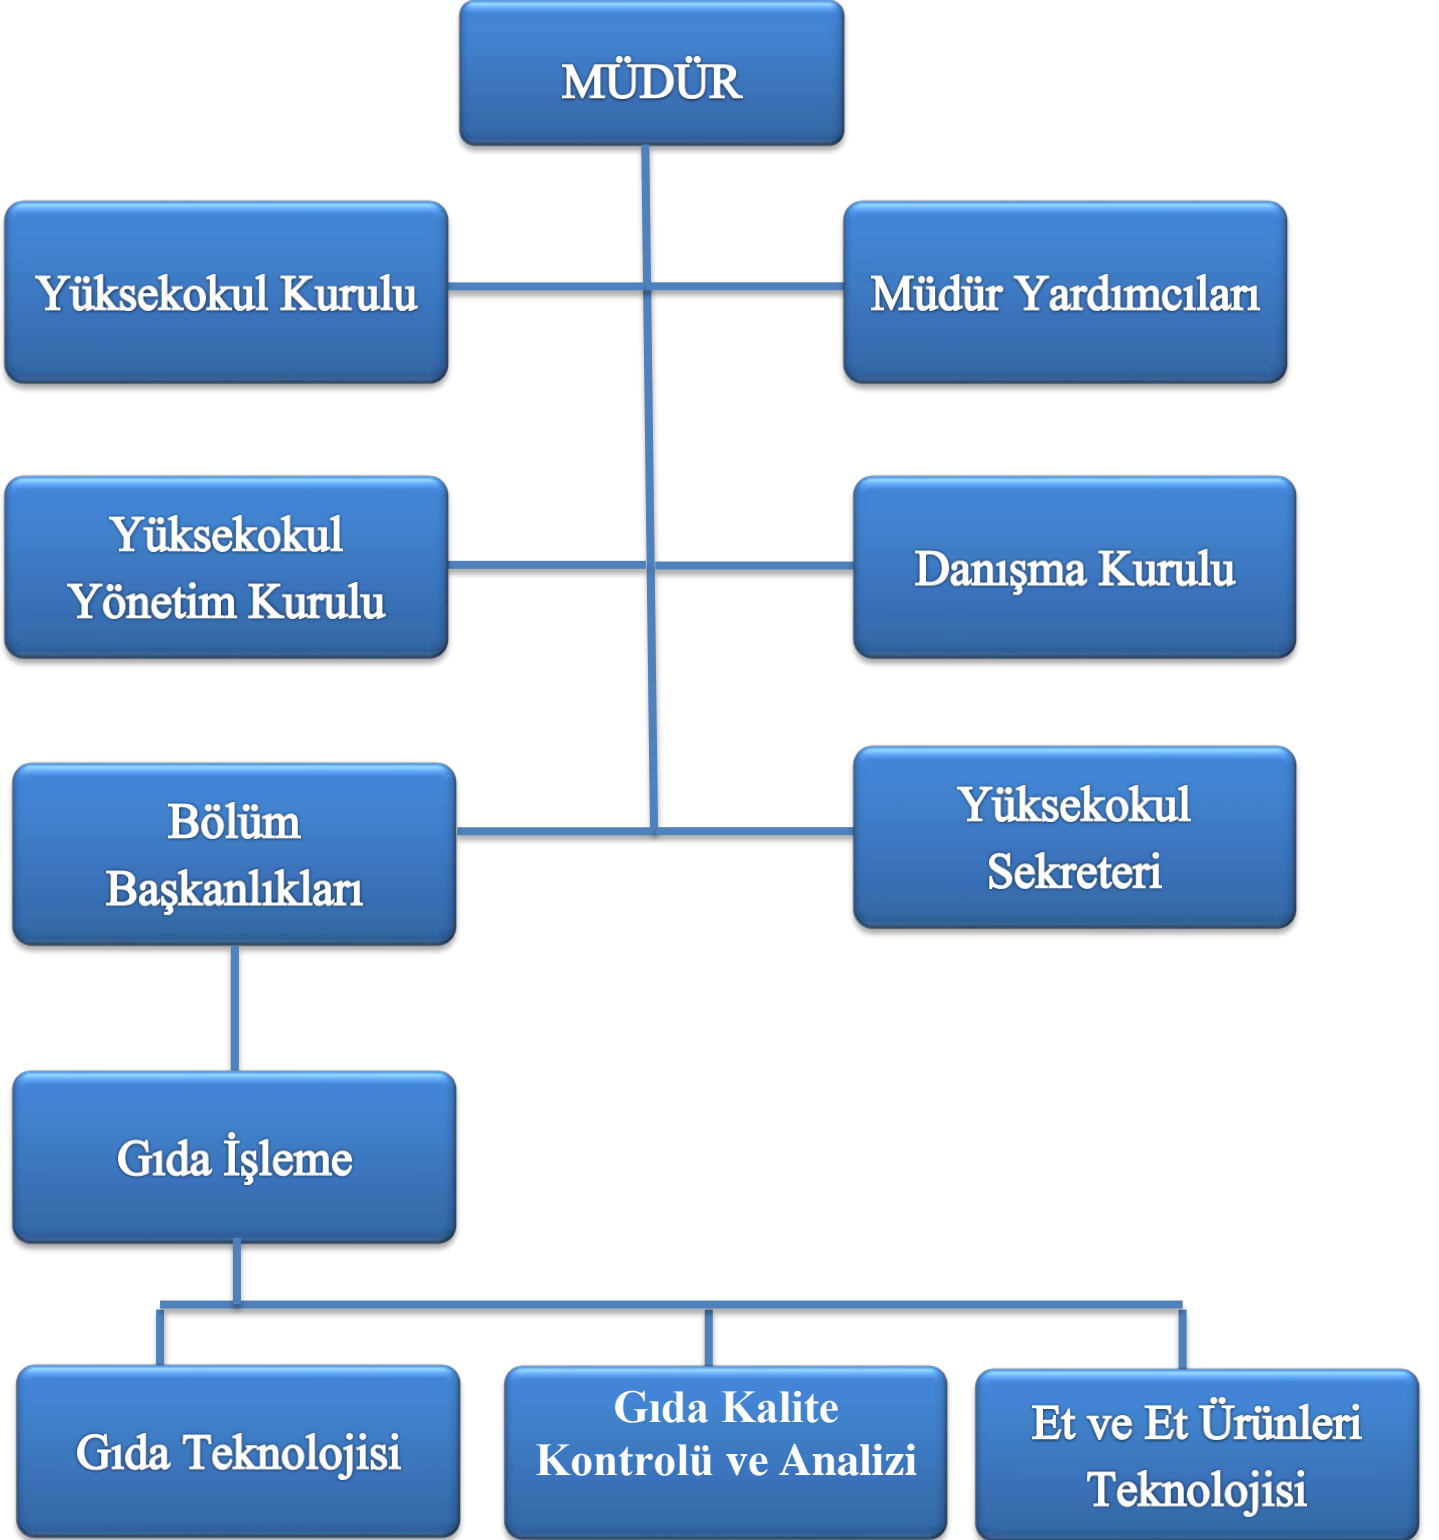 MÜDÜR
Yüksekokul Kurulu
Müdür Yardımcıları
Yüksekokul
Yönetim Kurulu
Danışma Kurulu
Bölüm
Başkanlıkları
Yüksekokul
Sekreteri
Gıda İşleme
Gıda Teknolojisi
Gıda Kalite
Kontrolü ve Analizi
Et ve Et Ürünleri
Teknolojisi